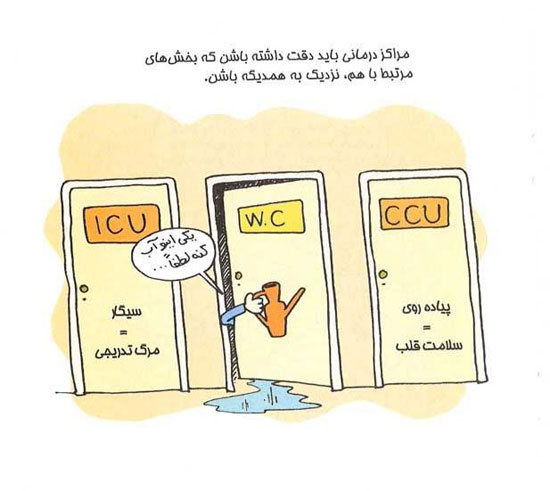 مراکز درمانی باید دقت داشته باشن که بخش‌های
مرتبط با هم، نزدیک به همدیگه باشن.
ICU
W.C
CCU
یکی اینو آب
کنه لطفاً...
سیگار
=
مرگ تدریجی
پیاده روی
=
سلامت قلب